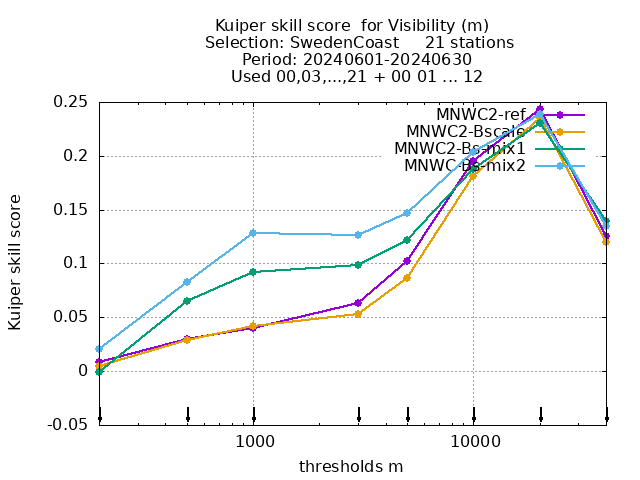 Kuiper skill score  for Visibility (m)
Selection: SwedenCoast     21 stations
Period: 20240601-20240630
Used 00,03,...,21 + 00 01 ... 12
MNWC2-ref
MNWC2-Bscale
MNWC2-Bs-mix1
MNWC-Bs-mix2
0.25
0.2
0.15
0.1
0.05
0
-0.05
Kuiper skill score
1000
10000
thresholds m